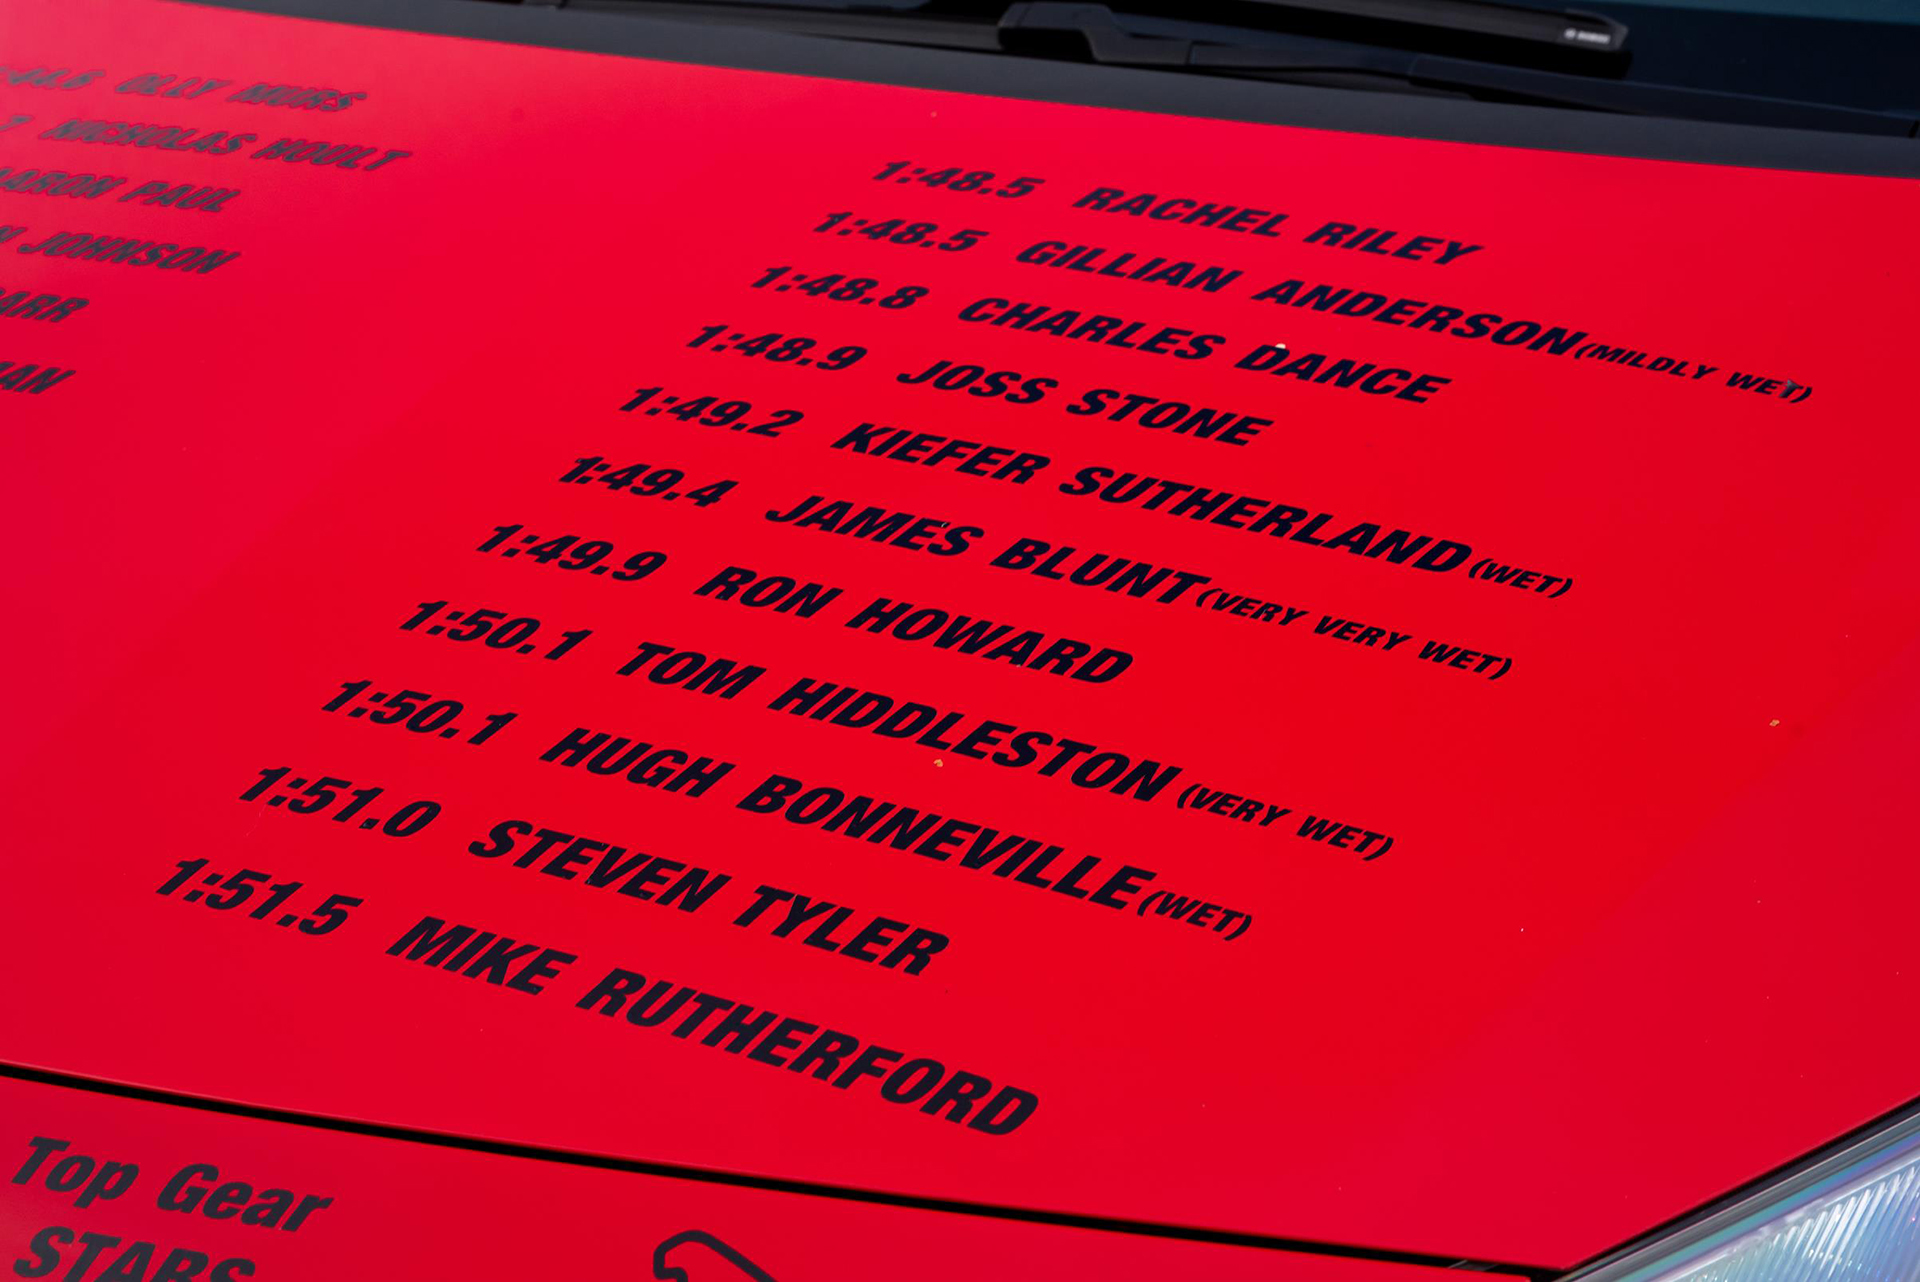 OLLY MURS
NICHOLAS HOULT
AARON PAUL
JOHNSON
1:48.5 RACHEL RILEY
1:48.5 GILLIAN ANDERSON (MILDLY WET)
1:48.8 CHARLES DANCE
1:48.9 JOSS STONE
1:49.2 KIEFER SUTHERLAND (WET)
1:49.4 JAMES BLUNT (VERY VERY WET)
1:49.9 RON HOWARD
1:50.1 TOM HIDDLESTON (VERY WET)
1:50.1 HUGH BONNEVILLE (WET)
1:51.0 STEVEN TYLER
1:51.5 MIKE RUTHERFORD
Top Gear
STARS